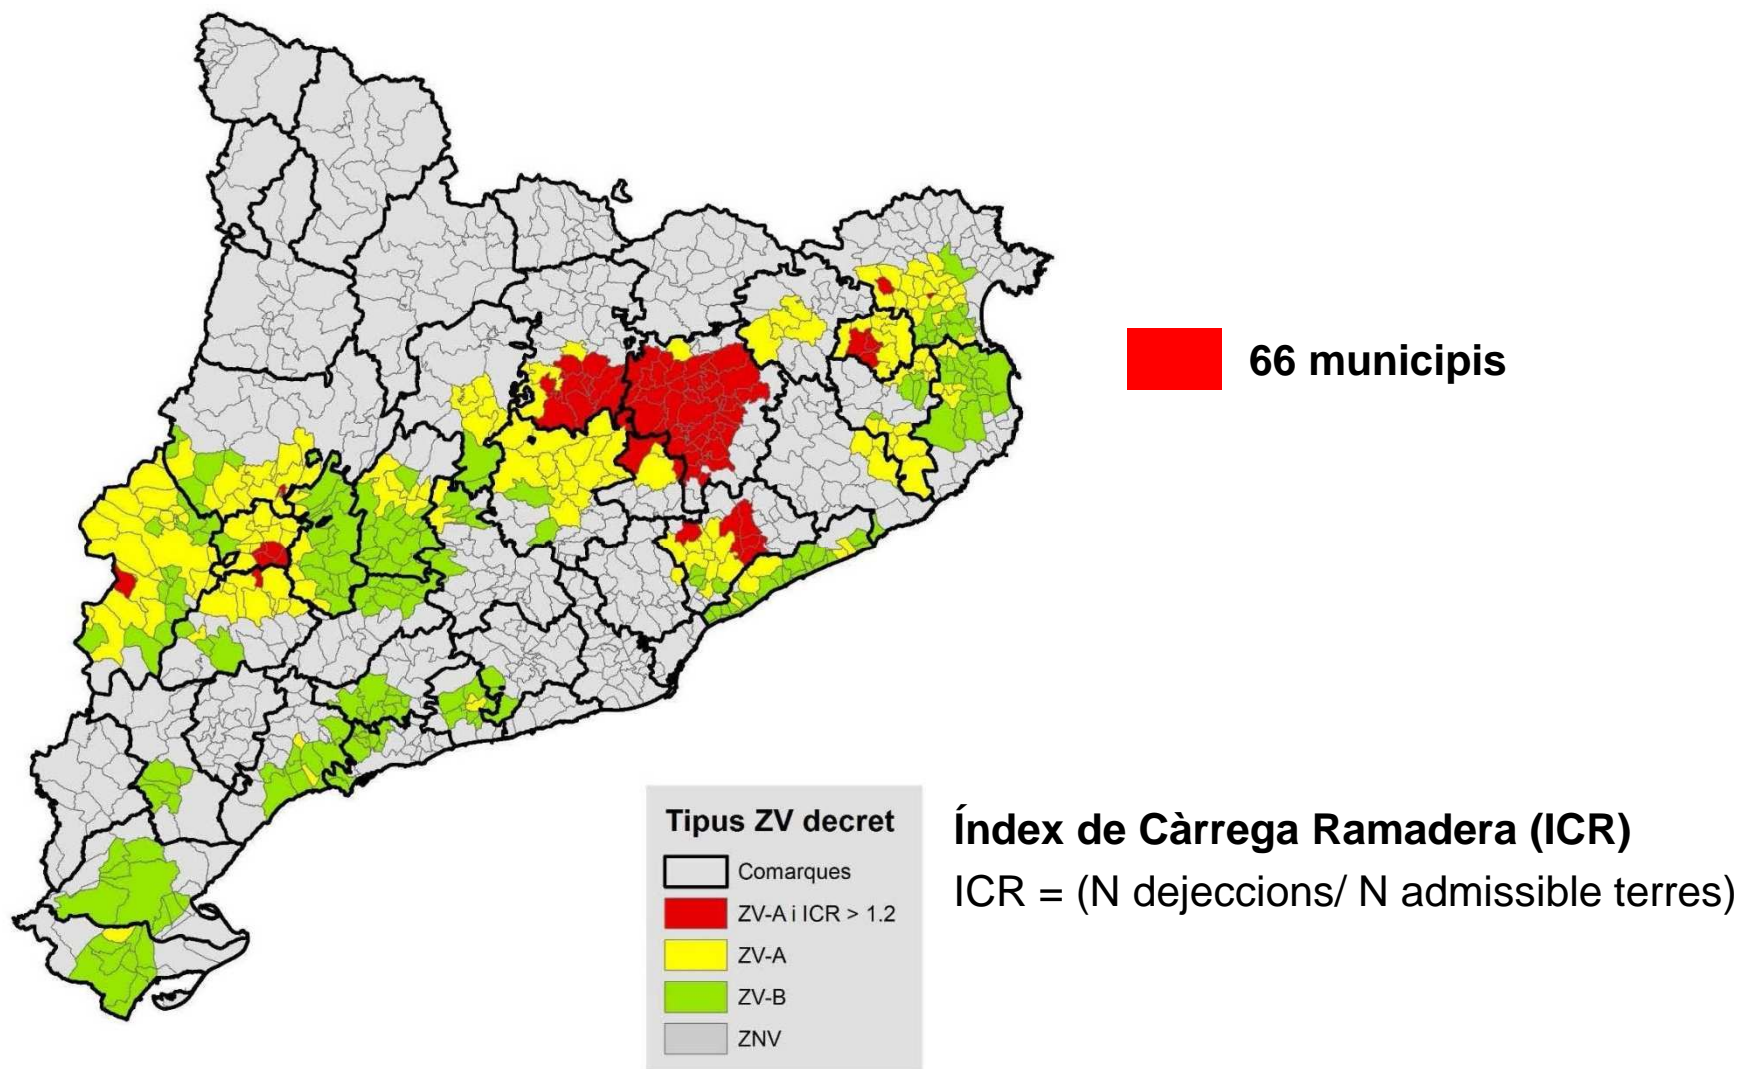 66 municipis
Tipus ZV decret
Comarques
ZV-A i ICR > 1.2
ZV-A
ZV-B
ZNV
Índex de Càrrega Ramadera (ICR)
ICR = (N dejeccions/ N admissible terres)